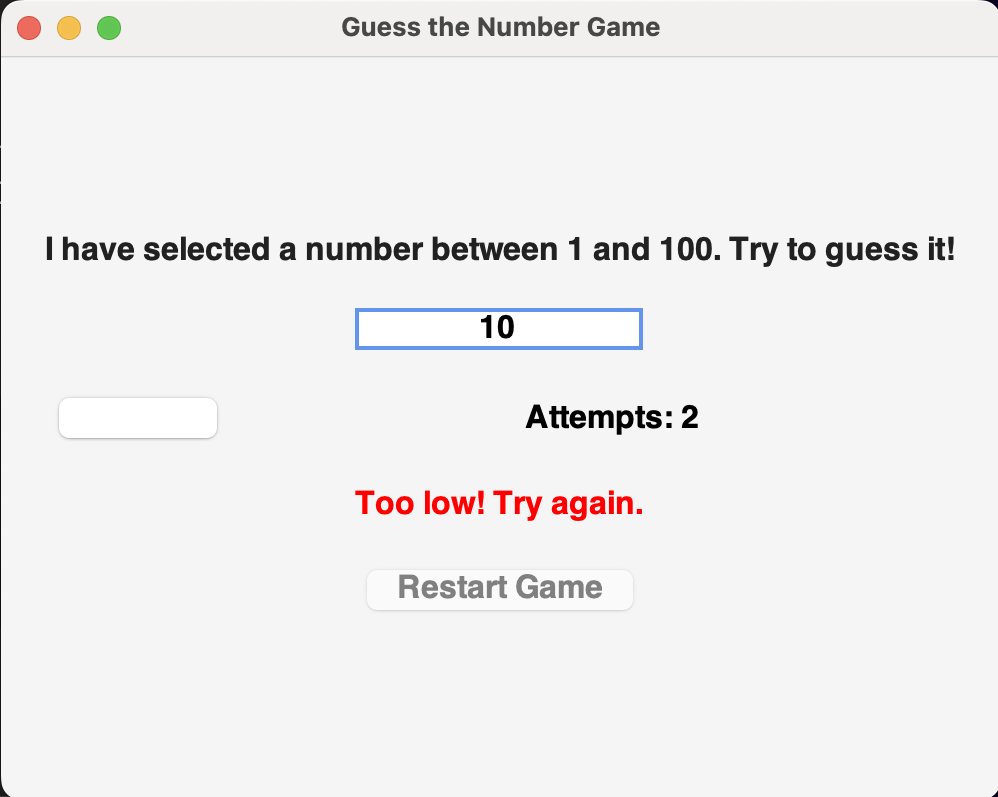 Guess the Number Game
I have selected a number between 1 and 100. Try to guess it!
10
Attempts: 2
Too low! Try again.
Restart Game